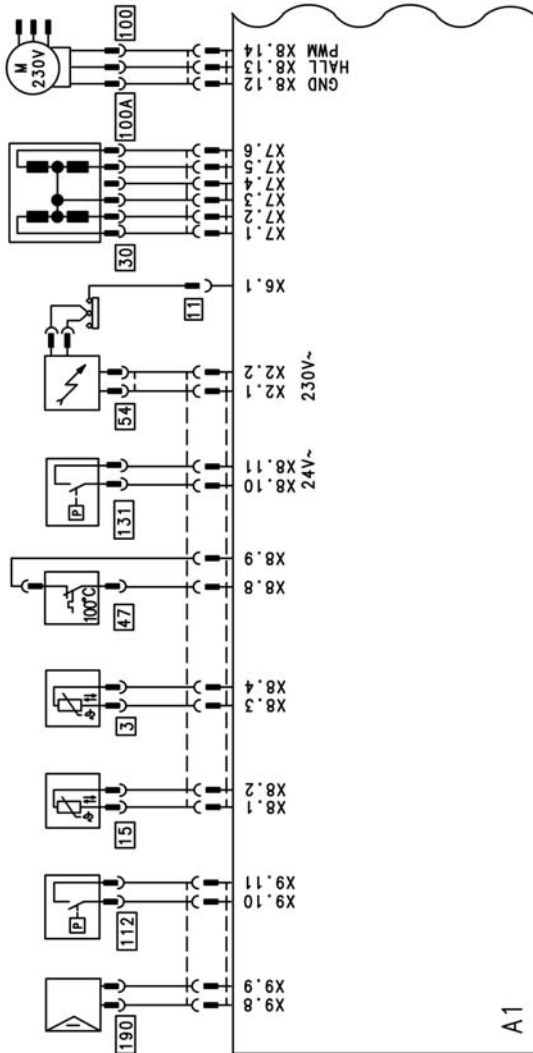 100
M
230V
X8.14 PWM
X8.13 HALL
X8.12 GND
100A
X7.6
X7.5
X7.4
X7.3
X7.2
X7.1
30
X6.1
11
X2.2
X2.1
230V~
54
X8.11
X8.10
24V~
P
131
X8.9
X8.8
100°C
47
X8.4
X8.3
3
X8.2
X8.1
15
X9.11
X9.10
P
112
X9.9
X9.8
190
A1